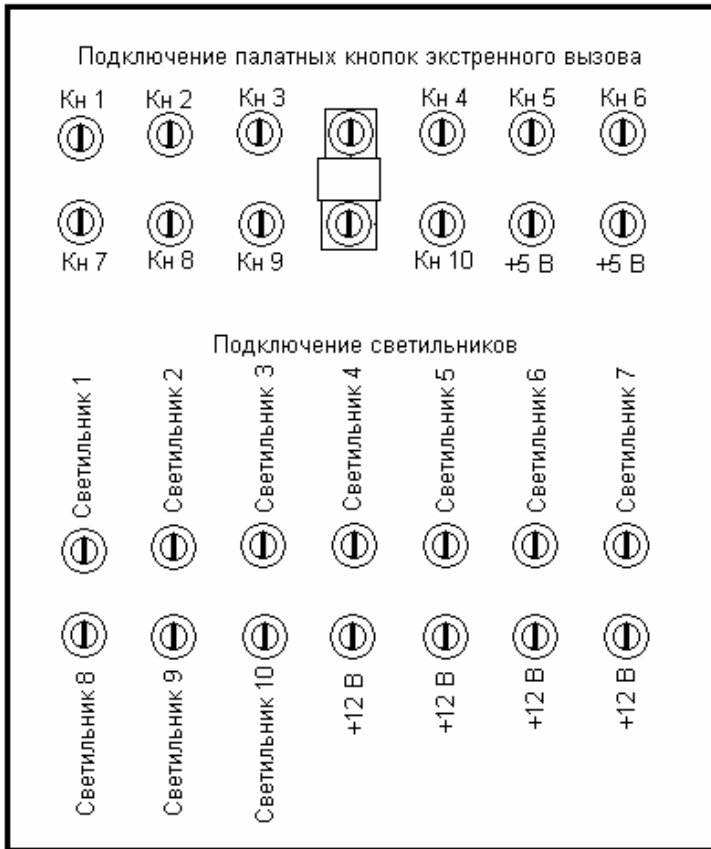 Подключение палатных кнопок экстренного вызова
Кн 1 Кн 2 Кн 3 Кн 4 Кн 5 Кн 6
Кн 7 Кн 8 Кн 9 Кн 10 +5 В +5 В
Подключение светильников
Светильник 1
Светильник 2
Светильник 3
Светильник 4
Светильник 5
Светильник 6
Светильник 7
Светильник 8
Светильник 9
Светильник 10
+12 В
+12 В
+12 В
+12 В